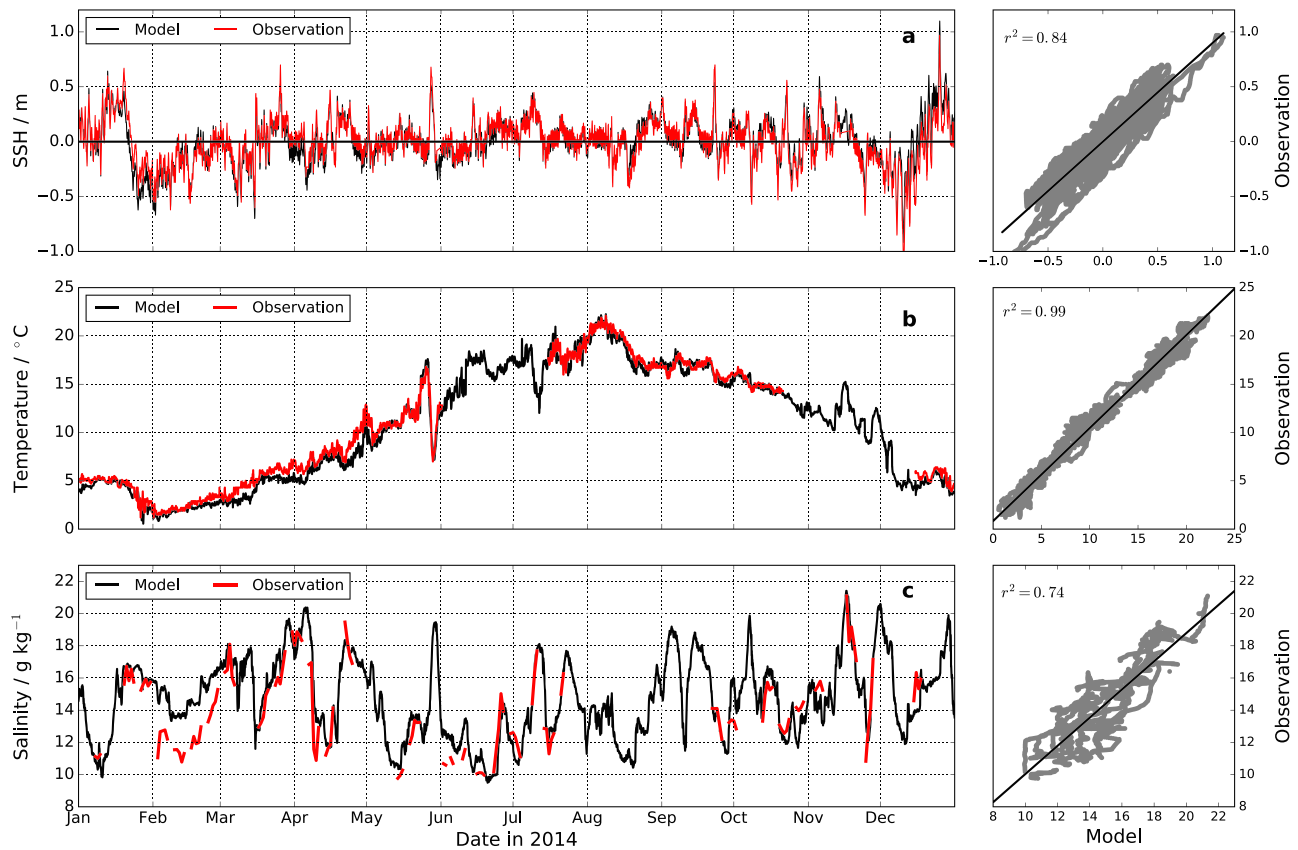 Model Observation
a
SSH / m
1.0
0.5
0.0
−0.5
−1.0
r² = 0.84
1.0
0.5
0.0
−0.5
−1.0
Observation
−1.0 −0.5 0.0 0.5 1.0
Model Observation
b
Temperature / °C
25
20
15
10
5
0
r² = 0.99
25
20
15
10
5
0
Observation
0 5 10 15 20 25
Model Observation
c
Salinity / g kg⁻¹
22
20
18
16
14
12
10
8
Jan Feb Mar Apr May Jun Jul Aug Sep Oct Nov Dec
Date in 2014
r² = 0.74
22
20
18
16
14
12
10
8
Observation
8 10 12 14 16 18 20 22
Model